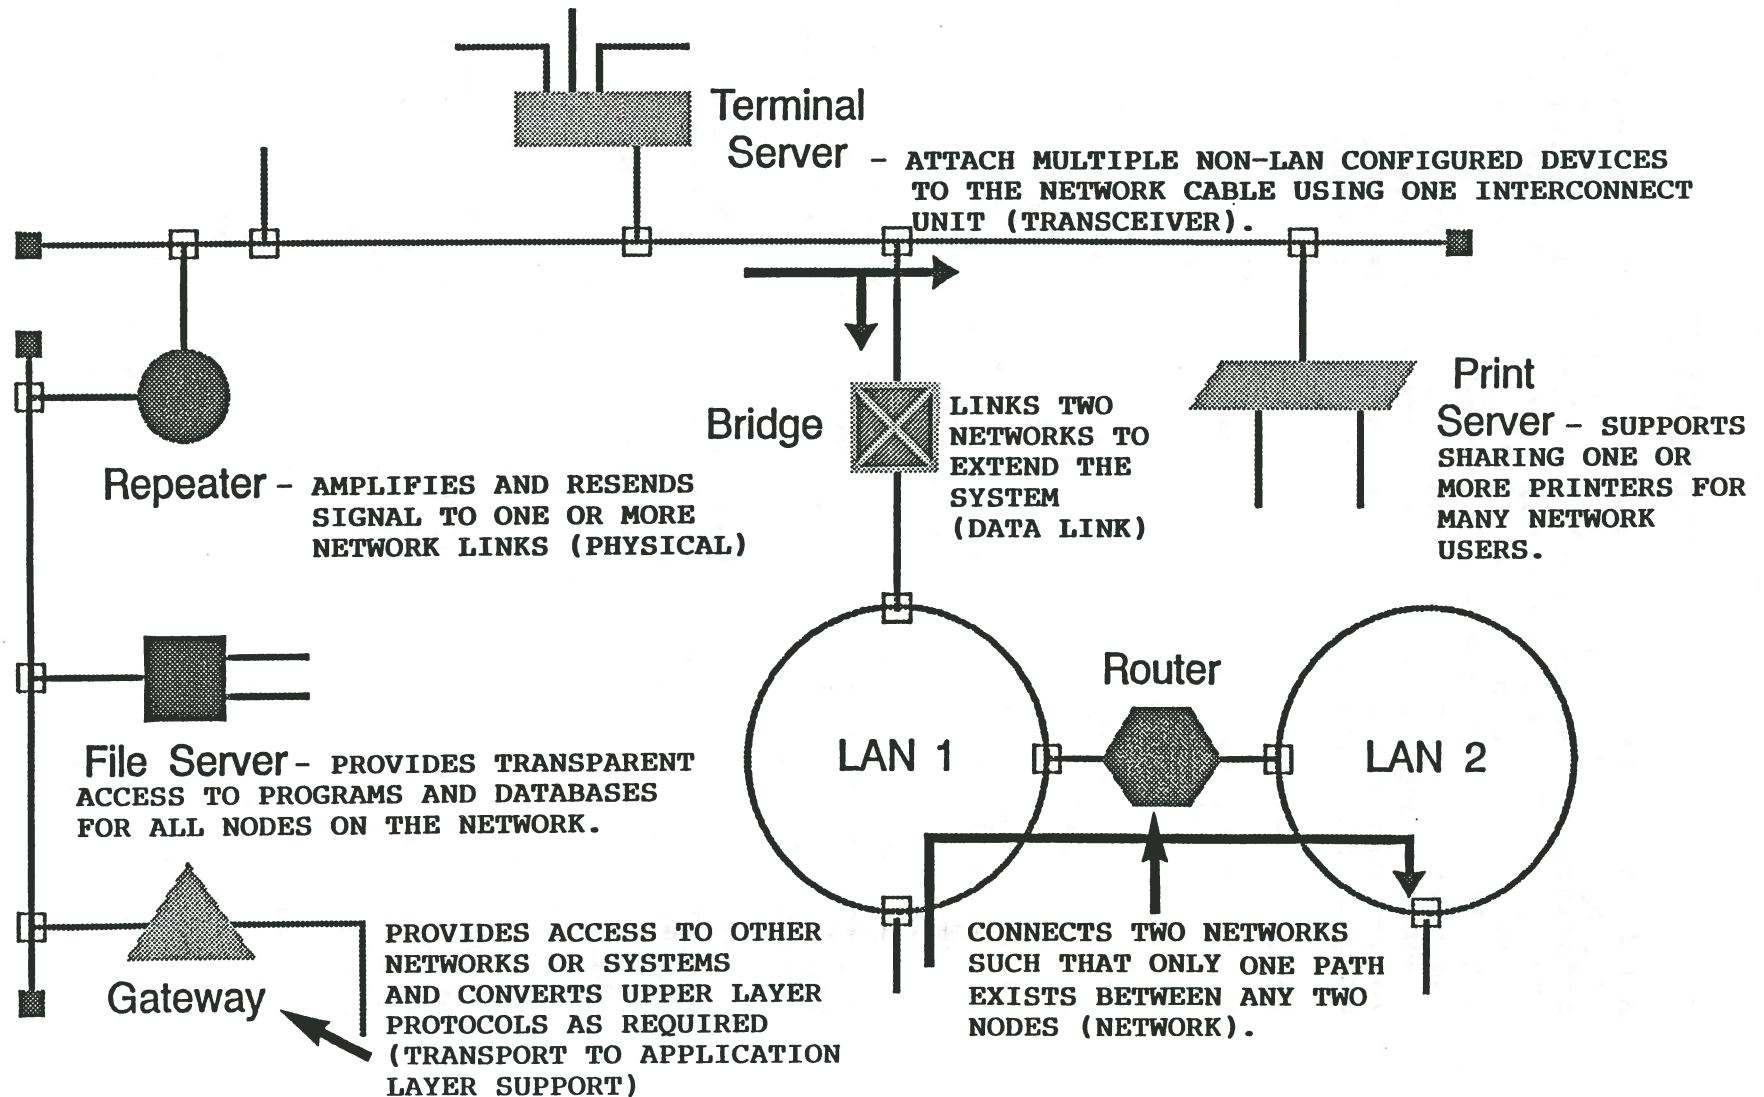 Terminal
Server - ATTACH MULTIPLE NON-LAN CONFIGURED DEVICES
TO THE NETWORK CABLE USING ONE INTERCONNECT
UNIT (TRANSCEIVER).
Repeater - AMPLIFIES AND RESENDS
SIGNAL TO ONE OR MORE
NETWORK LINKS (PHYSICAL)
Bridge
LINKS TWO
NETWORKS TO
EXTEND THE
SYSTEM
(DATA LINK)
Print
Server - SUPPORTS
SHARING ONE OR
MORE PRINTERS FOR
MANY NETWORK
USERS.
File Server - PROVIDES TRANSPARENT
ACCESS TO PROGRAMS AND DATABASES
FOR ALL NODES ON THE NETWORK.
LAN 1
Router
LAN 2
Gateway
PROVIDES ACCESS TO OTHER
NETWORKS OR SYSTEMS
AND CONVERTS UPPER LAYER
PROTOCOLS AS REQUIRED
(TRANSPORT TO APPLICATION
LAYER SUPPORT)
CONNECTS TWO NETWORKS
SUCH THAT ONLY ONE PATH
EXISTS BETWEEN ANY TWO
NODES (NETWORK).